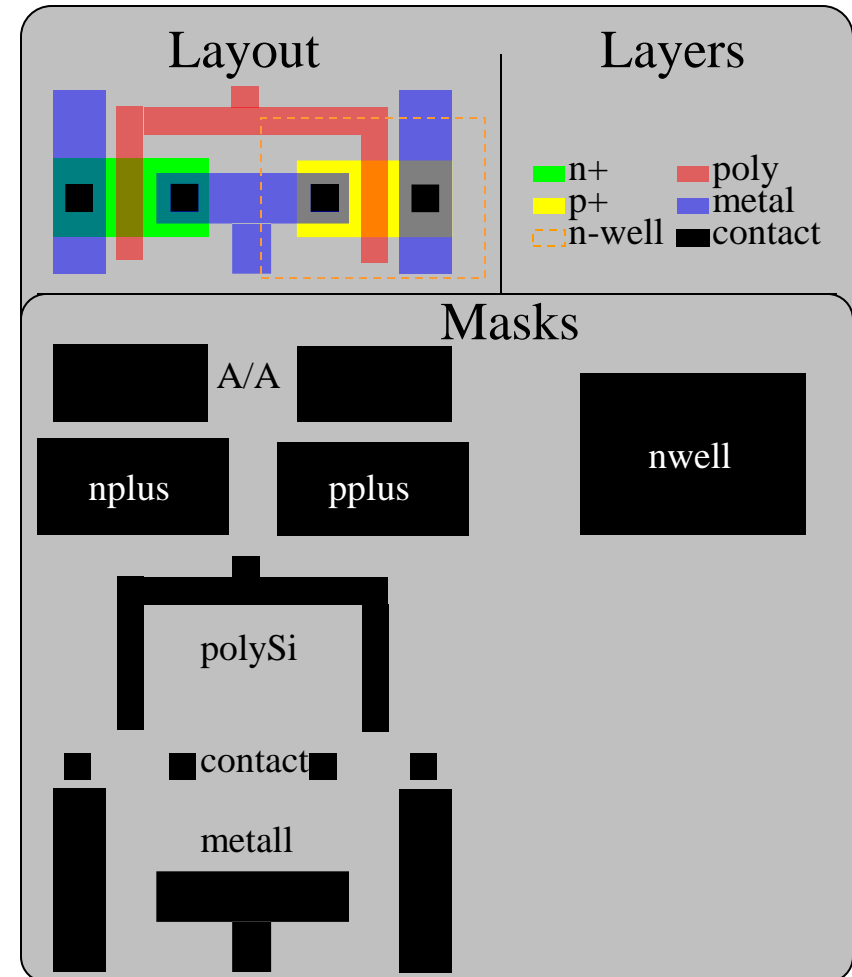 Layout
Layers
n+
poly
p+
metal
n-well
contact
Masks
A/A
nplus
pplus
nwell
polySi
contact
metall